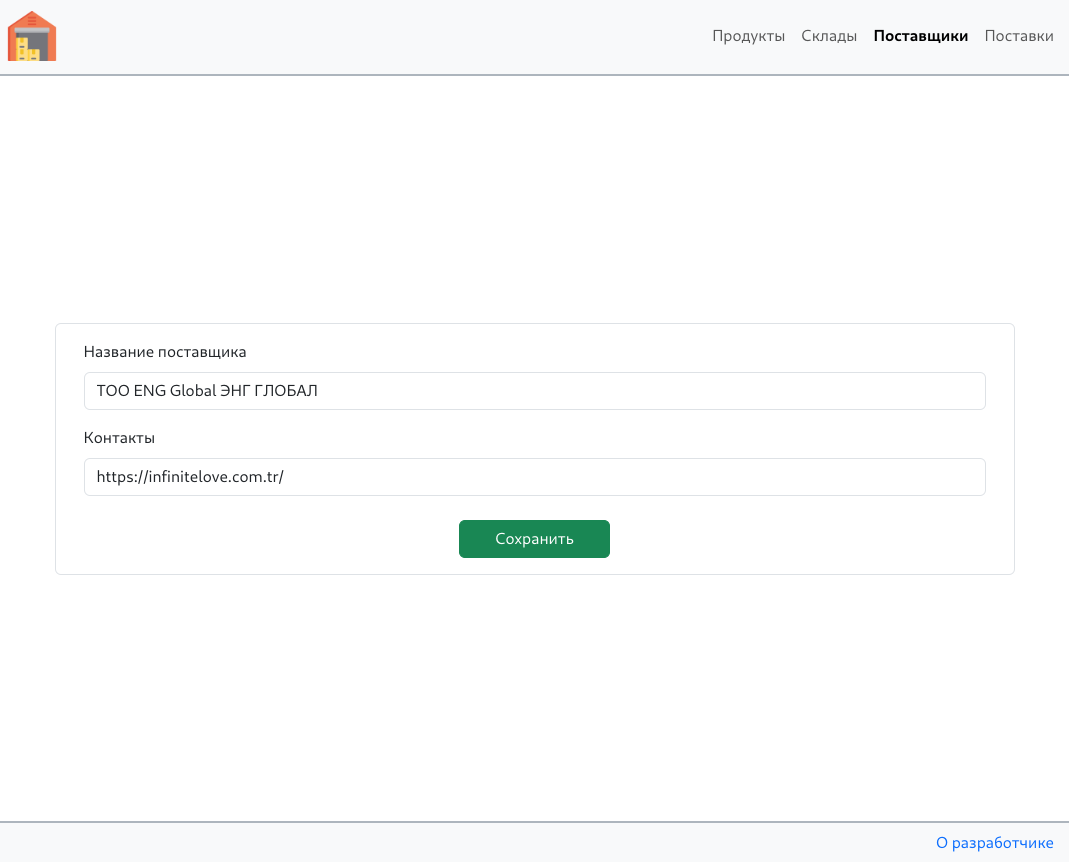 Продукты Склады Поставщики Поставки
Название поставщика
ТОО ENG Global ЭНГ ГЛОБАЛ
Контакты
https://infinitelove.com.tr/
Сохранить
О разработчике